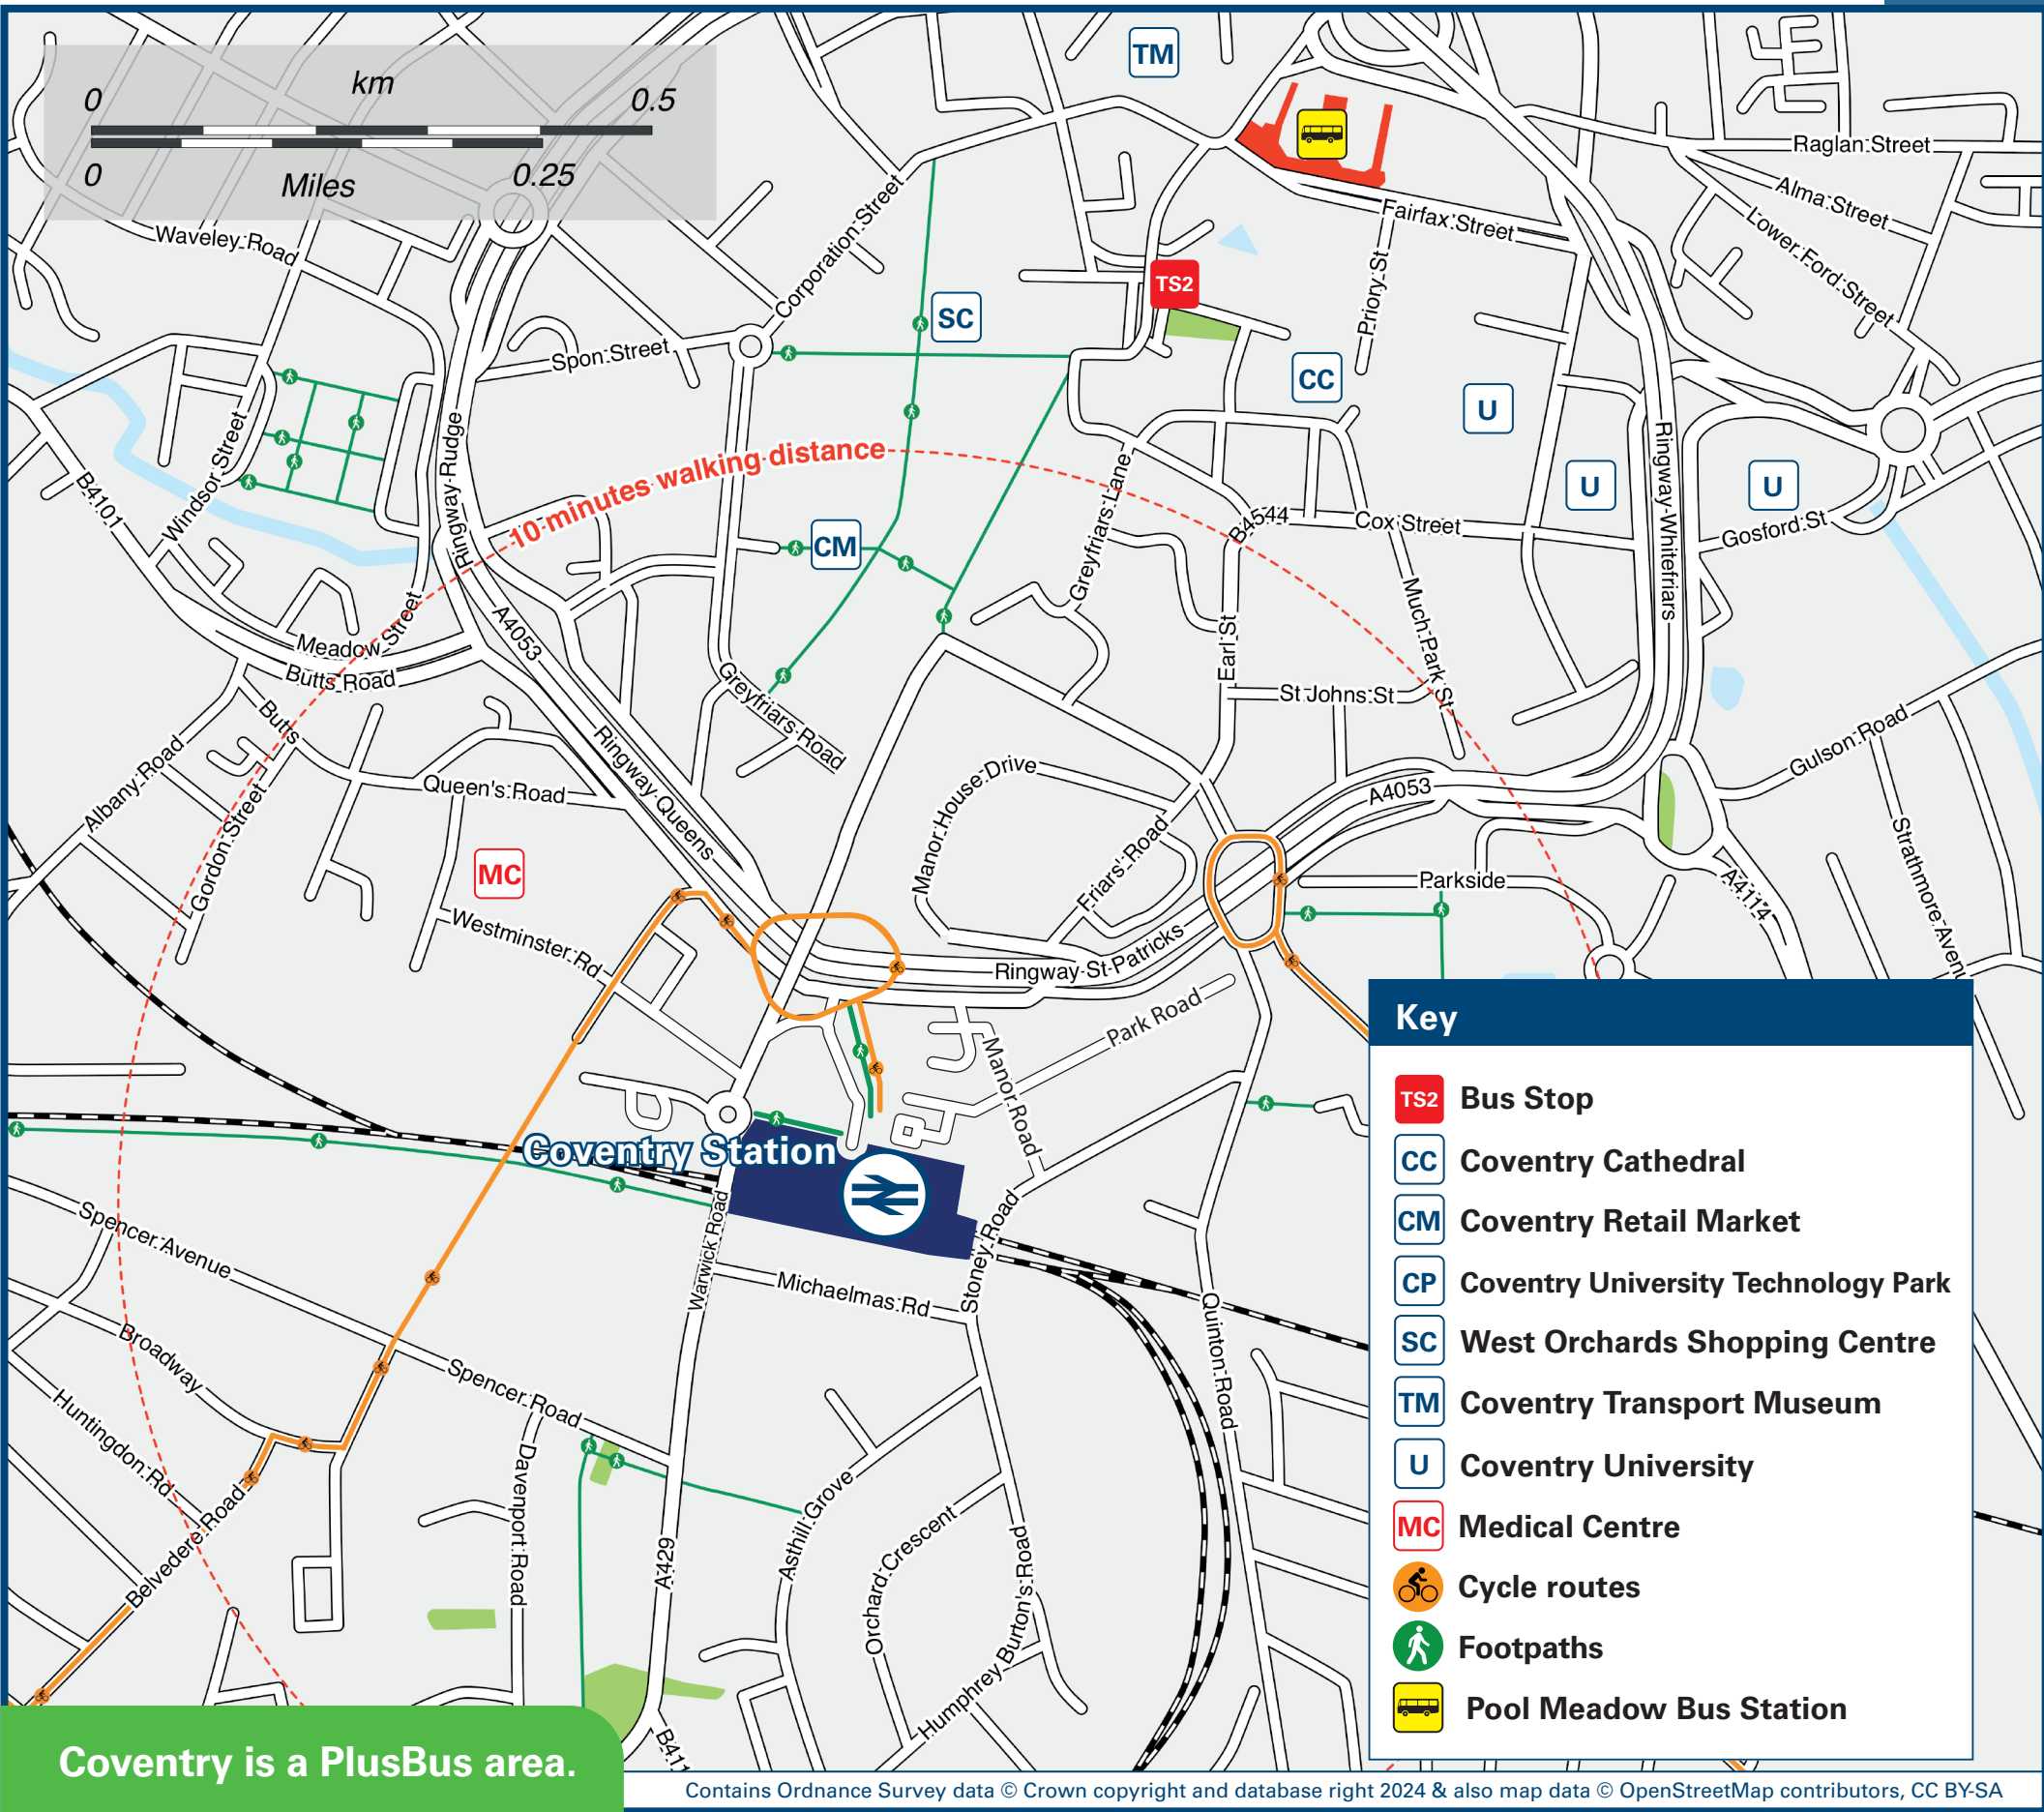 km
0 0.5
0 0.25
Miles
TM
Raglan Street
Alma Street
Lower Ford Street
Fairfax Street
Priory St
Waveley Road
Corporation Street
TS2
SC
Spon Street
CC
U
U
U
Ringway Rudge
Ringway Whitefriars
10 minutes walking distance
Windsor Street
B4101
Greyfriars Lane
B4544
Cox Street
Gosford St
CM
Much Park St
Earl St
Meadow Street
Butts Road
A4053
Greyfriars Road
St Johns St
Butts
Albany Road
Gordon Street
Queen's Road
Ringway Queens
Manor House Drive
Friars' Road
A4053
Gulson Road
Strathmore Avenu
MC
Parkside
A4114
Westminster Rd
Ringway St Patricks
Park Road
Manor Road
Coventry Station
Spencer Avenue
Warwick Road
Stoney Road
Michaelmas Rd
Quinton Road
Broadway
Spencer Road
Huntingdon Rd
Davenport Road
Belvedere Road
A429
Asthill Grove
Orchard Crescent
Humphrey Burton's Road
B411
Key
TS2 Bus Stop
CC Coventry Cathedral
CM Coventry Retail Market
CP Coventry University Technology Park
SC West Orchards Shopping Centre
TM Coventry Transport Museum
U Coventry University
MC Medical Centre
Cycle routes
Footpaths
Pool Meadow Bus Station
Coventry is a PlusBus area.
Contains Ordnance Survey data © Crown copyright and database right 2024 & also map data © OpenStreetMap contributors, CC BY-SA